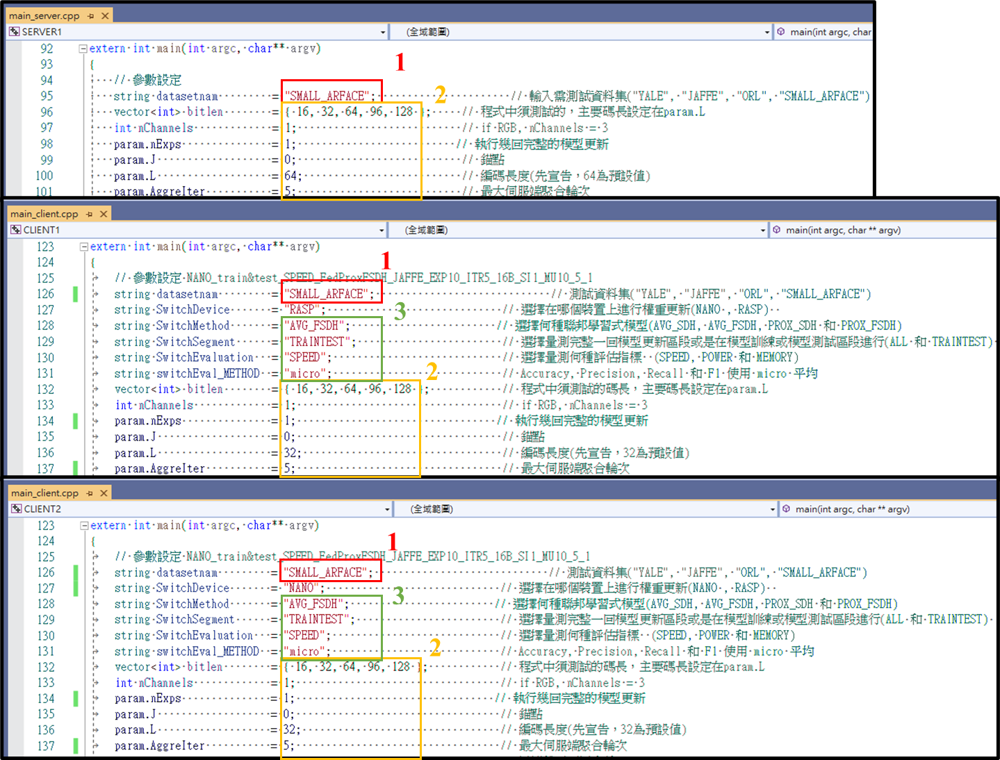 main_server.cpp
SERVER1 (全域範圍) main(int argc, char
92 extern int main(int argc, char** argv)
93 {
94 // 參數設定
1
95 string datasetnam = "SMALL_ARFACE"; // 輸入需測試資料集("YALE", "JAFFE", "ORL", "SMALL_ARFACE")
2
96 vector<int> bitlen = { 16, 32, 64, 96, 128 }; // 程式中須測試的，主要碼長設定在param.L
97 int nChannels = 1; // if RGB, nChannels = 3
98 param.nExps = 1; // 執行幾回完整的模型更新
99 param.J = 0; // 錨點
100 param.L = 64; // 編碼長度(先宣告，64為預設值)
101 param.AggreIter = 5; // 最大伺服端聚合輪次
main_client.cpp
CLIENT1 (全域範圍) main(int argc, char ** argv)
123 extern int main(int argc, char** argv)
124 {
1
125 // 參數設定 NANO_train&test_SPEED_FedProxFSDH_JAFFE_EXP10_ITR5_16B_SI1_MU10_5_1
126 string datasetnam = "SMALL_ARFACE"; // 測試資料集("YALE", "JAFFE", "ORL", "SMALL_ARFACE")
3
127 string SwitchDevice = "RASP"; // 選擇在哪個裝置上進行權重更新(NANO , RASP)
128 string SwitchMethod = "AVG_FSDH"; // 選擇何種聯邦學習式模型(AVG_SDH, AVG_FSDH, PROX_SDH 和 PROX_FSDH)
129 string SwitchSegment = "TRAINTEST"; // 選擇量測完整一回模型更新區段或是在模型訓練或模型測試區段進行(ALL 和 TRAINTEST)
130 string SwitchEvaluation = "SPEED"; // 選擇量測何種評估指標 (SPEED, POWER 和 MEMORY)
131 string switchEval_METHOD = "micro"; // Accuracy, Precision, Recall 和 F1 使用 micro 平均
2
132 vector<int> bitlen = { 16, 32, 64, 96, 128 }; // 程式中須測試的碼長，主要碼長設定在param.L
133 int nChannels = 1; // if RGB, nChannels = 3
134 param.nExps = 1; // 執行幾回完整的模型更新
135 param.J = 0; // 錨點
136 param.L = 32; // 編碼長度(先宣告，32為預設值)
137 param.AggreIter = 5; // 最大伺服端聚合輪次
main_client.cpp
CLIENT2 (全域範圍) main(int argc, char ** argv)
123 extern int main(int argc, char** argv)
124 {
1
125 // 參數設定 NANO_train&test_SPEED_FedProxFSDH_JAFFE_EXP10_ITR5_16B_SI1_MU10_5_1
126 string datasetnam = "SMALL_ARFACE"; // 測試資料集("YALE", "JAFFE", "ORL", "SMALL_ARFACE")
127 string SwitchDevice = "NANO"; // 選擇在哪個裝置上進行權重更新(NANO , RASP)
3
128 string SwitchMethod = "AVG_FSDH"; // 選擇何種聯邦學習式模型(AVG_SDH, AVG_FSDH, PROX_SDH 和 PROX_FSDH)
129 string SwitchSegment = "TRAINTEST"; // 選擇量測完整一回模型更新區段或是在模型訓練或模型測試區段進行(ALL 和 TRAINTEST)
130 string SwitchEvaluation = "SPEED"; // 選擇量測何種評估指標 (SPEED, POWER 和 MEMORY)
131 string switchEval_METHOD = "micro"; // Accuracy, Precision, Recall 和 F1 使用 micro 平均
2
132 vector<int> bitlen = { 16, 32, 64, 96, 128 }; // 程式中須測試的碼長，主要碼長設定在param.L
133 int nChannels = 1; // if RGB, nChannels = 3
134 param.nExps = 1; // 執行幾回完整的模型更新
135 param.J = 0; // 錨點
136 param.L = 32; // 編碼長度(先宣告，32為預設值)
137 param.AggreIter = 5; // 最大伺服端聚合輪次